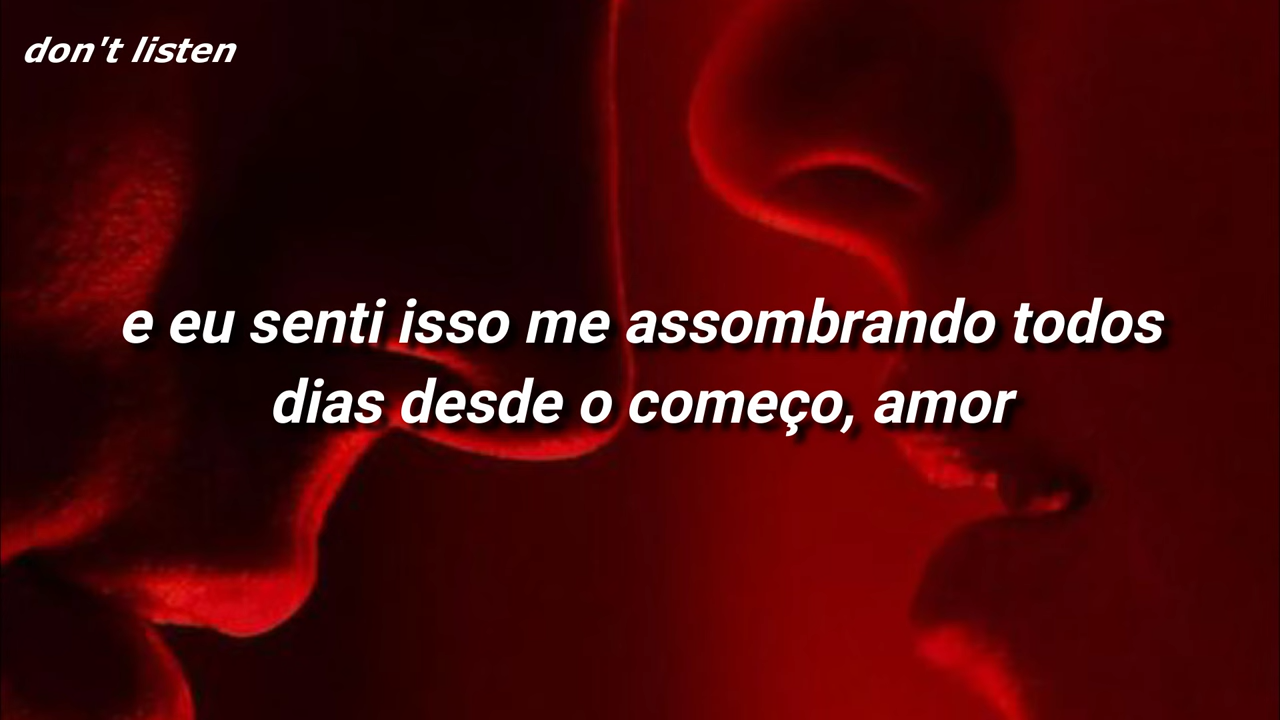 don't listen
e eu senti isso me assombrando todos
dias desde o começo, amor